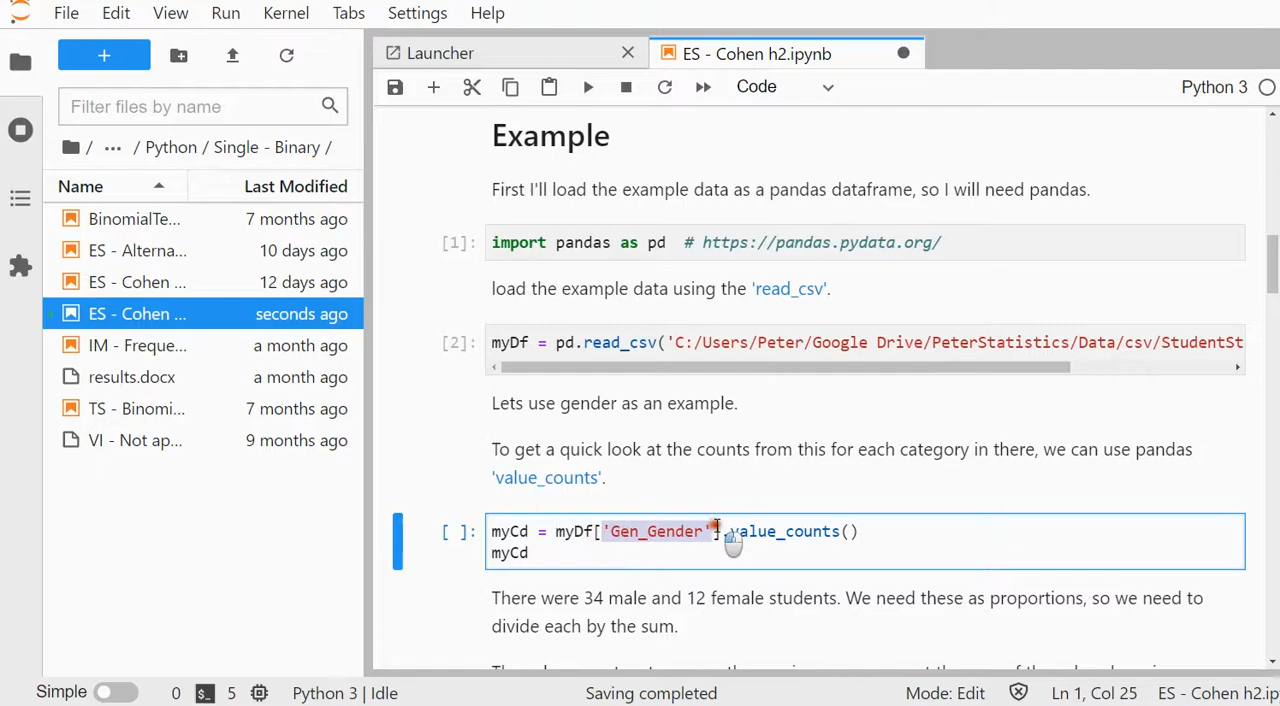 File Edit View Run Kernel Tabs Settings Help
+
Filter files by name
/ ... / Python / Single - Binary /
Name Last Modified
BinomialTe... 7 months ago
ES - Alterna... 10 days ago
ES - Cohen ... 12 days ago
ES - Cohen ... seconds ago
IM - Freque... a month ago
results.docx a month ago
TS - Binomi... 7 months ago
VI - Not ap... 9 months ago
Launcher ES - Cohen h2.ipynb
Code Python 3
Example
First I'll load the example data as a pandas dataframe, so I will need pandas.
[1]: import pandas as pd # https://pandas.pydata.org/
load the example data using the 'read_csv'.
[2]: myDf = pd.read_csv('C:/Users/Peter/Google Drive/PeterStatistics/Data/csv/StudentSt
Lets use gender as an example.
To get a quick look at the counts from this for each category in there, we can use pandas
'value_counts'.
[ ]: myCd = myDf['Gen_Gender'].value_counts()
myCd
There were 34 male and 12 female students. We need these as proportions, so we need to
divide each by the sum.
Simple 0 5 Python 3 | Idle Saving completed Mode: Edit Ln 1, Col 25 ES - Cohen h2.ip